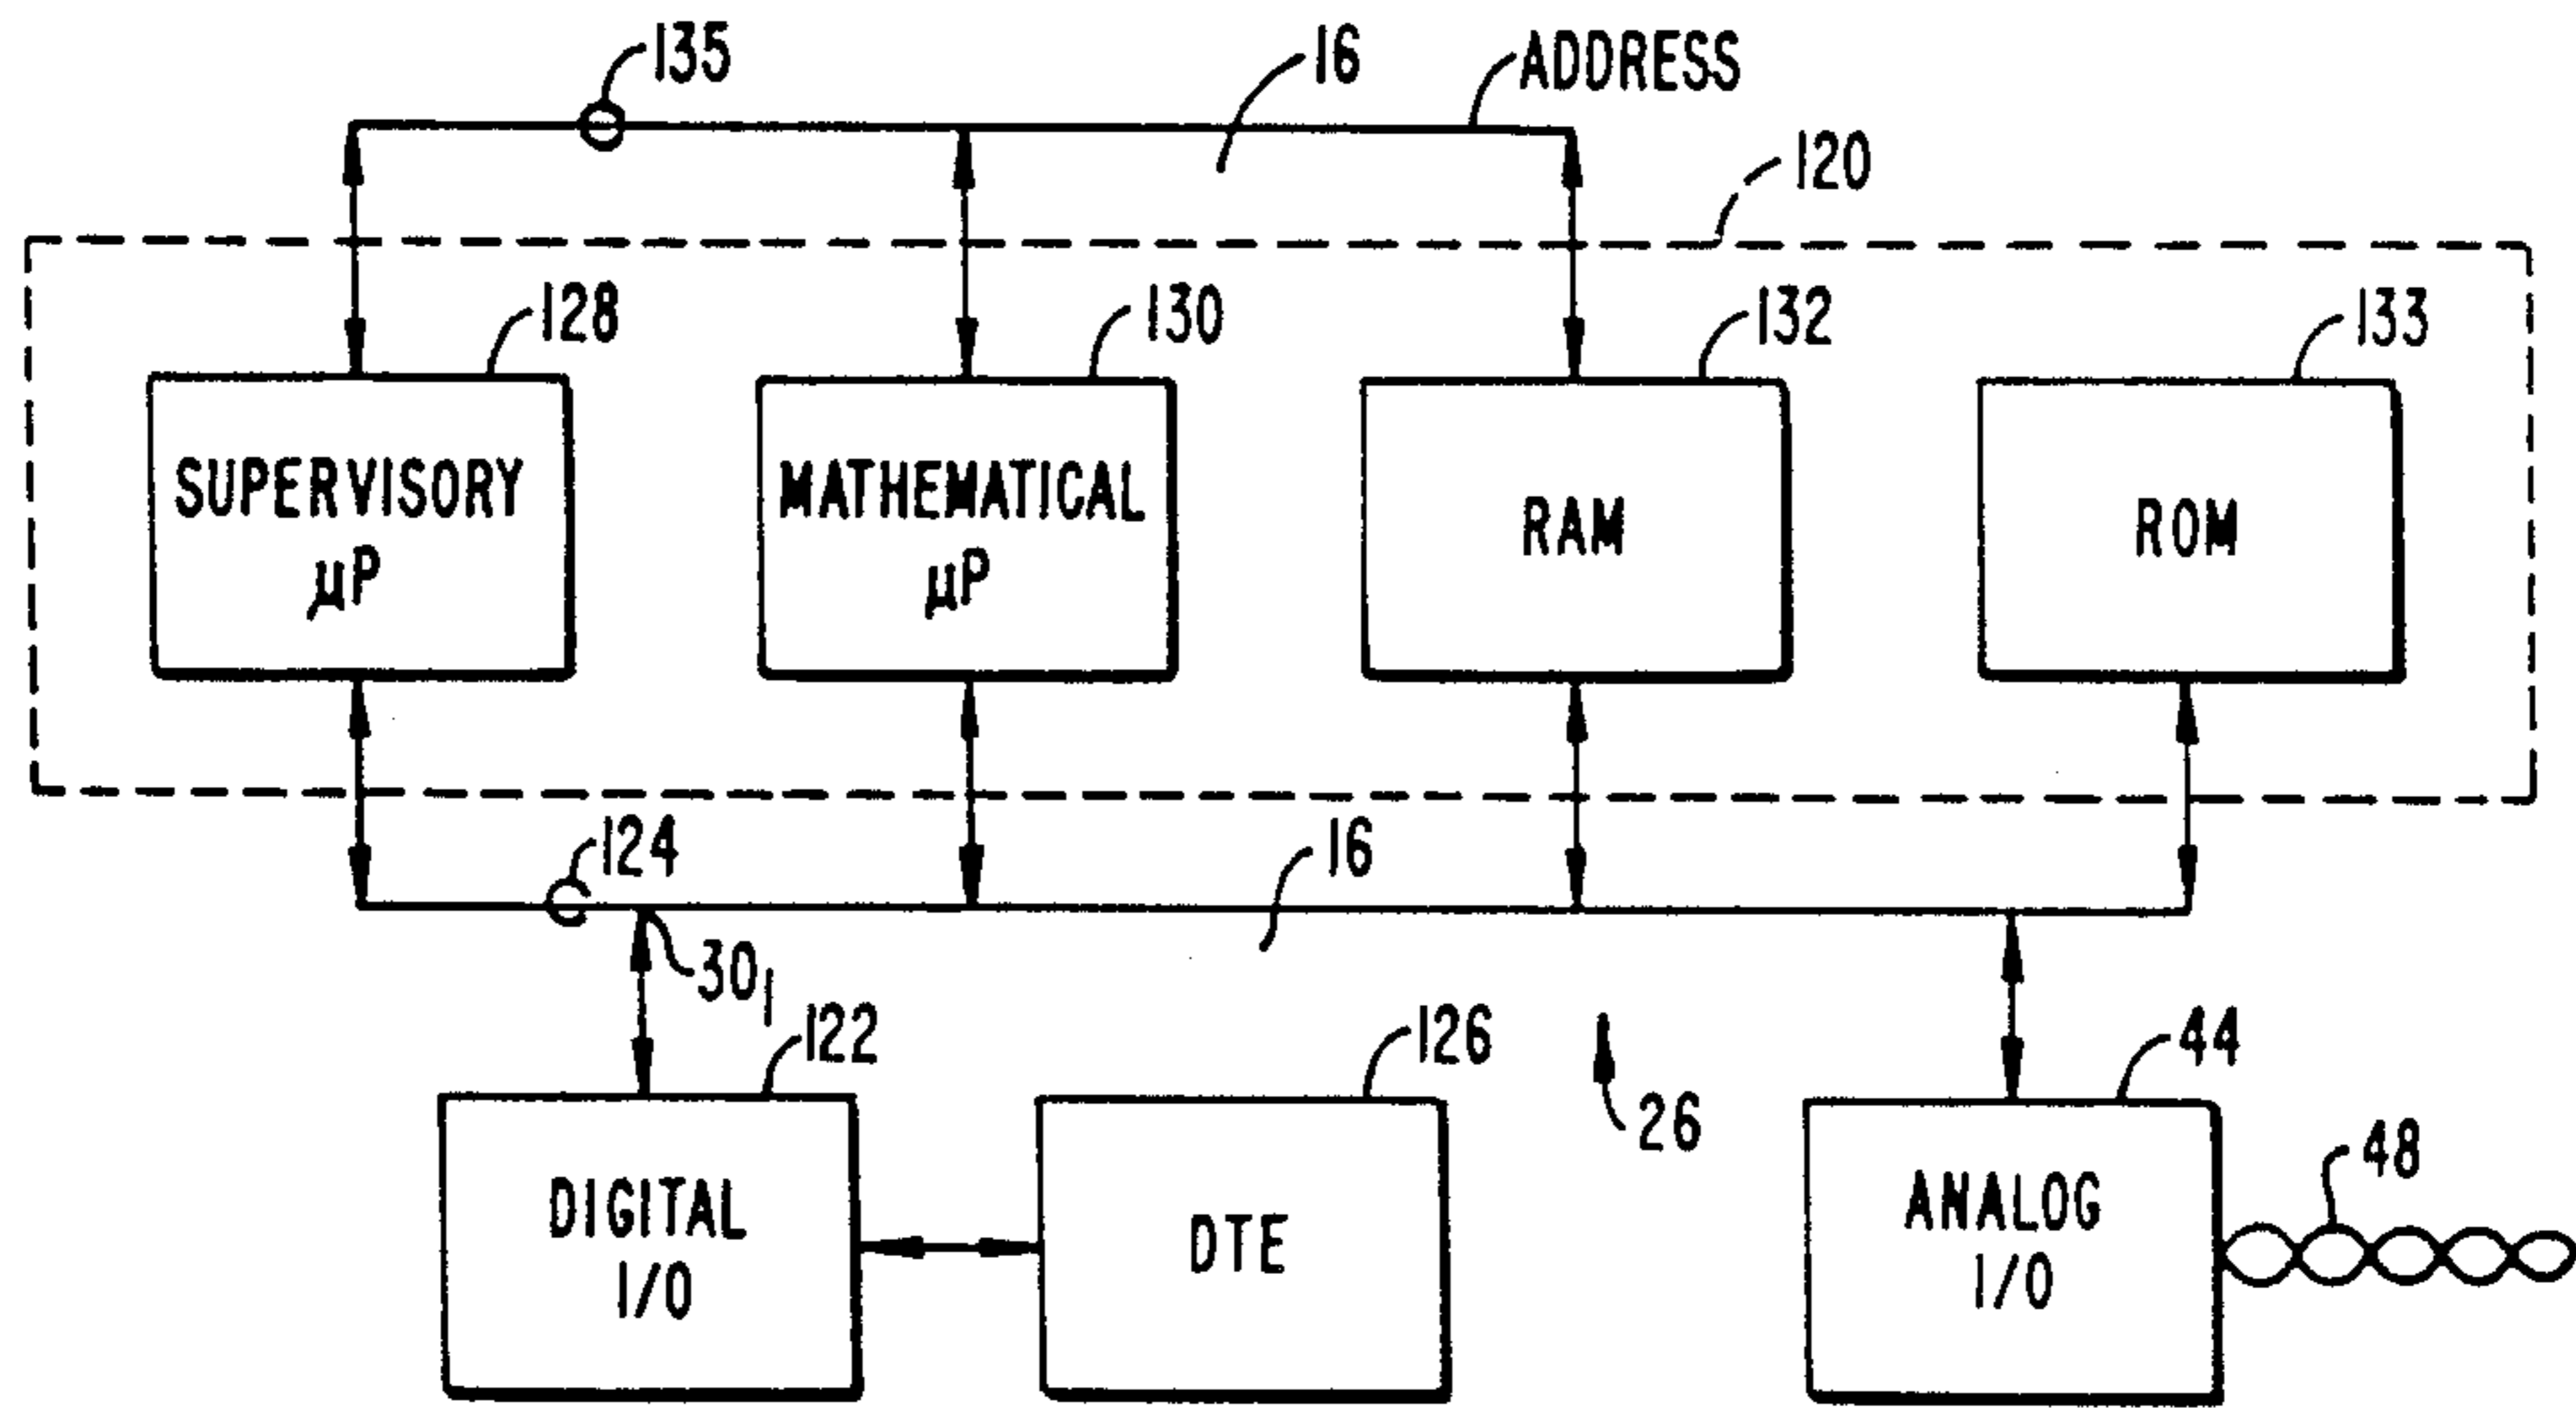 135
16
ADDRESS
120
128
130
132
133
SUPERVISORY
μP
MATHEMATICAL
μP
RAM
ROM
124
16
30₁
122
126
26
44
48
DIGITAL
I/O
DTE
ANALOG
I/O